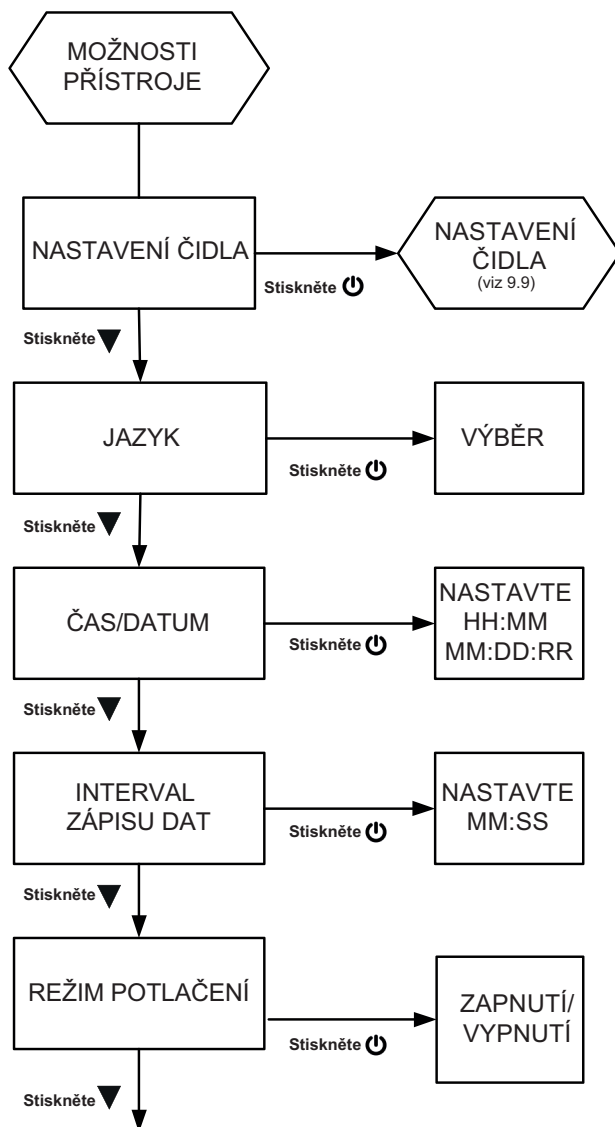 MOŽNOSTI
PŘÍSTROJE
NASTAVENÍ ČIDLA
Stiskněte
NASTAVENÍ
ČIDLA
(viz 9.9)
Stiskněte
JAZYK
Stiskněte
VÝBĚR
Stiskněte
ČAS/DATUM
Stiskněte
NASTAVTE
HH:MM
MM:DD:RR
Stiskněte
INTERVAL
ZÁPISU DAT
Stiskněte
NASTAVTE
MM:SS
Stiskněte
REŽIM POTLAČENÍ
Stiskněte
ZAPNUTÍ/
VYPNUTÍ
Stiskněte